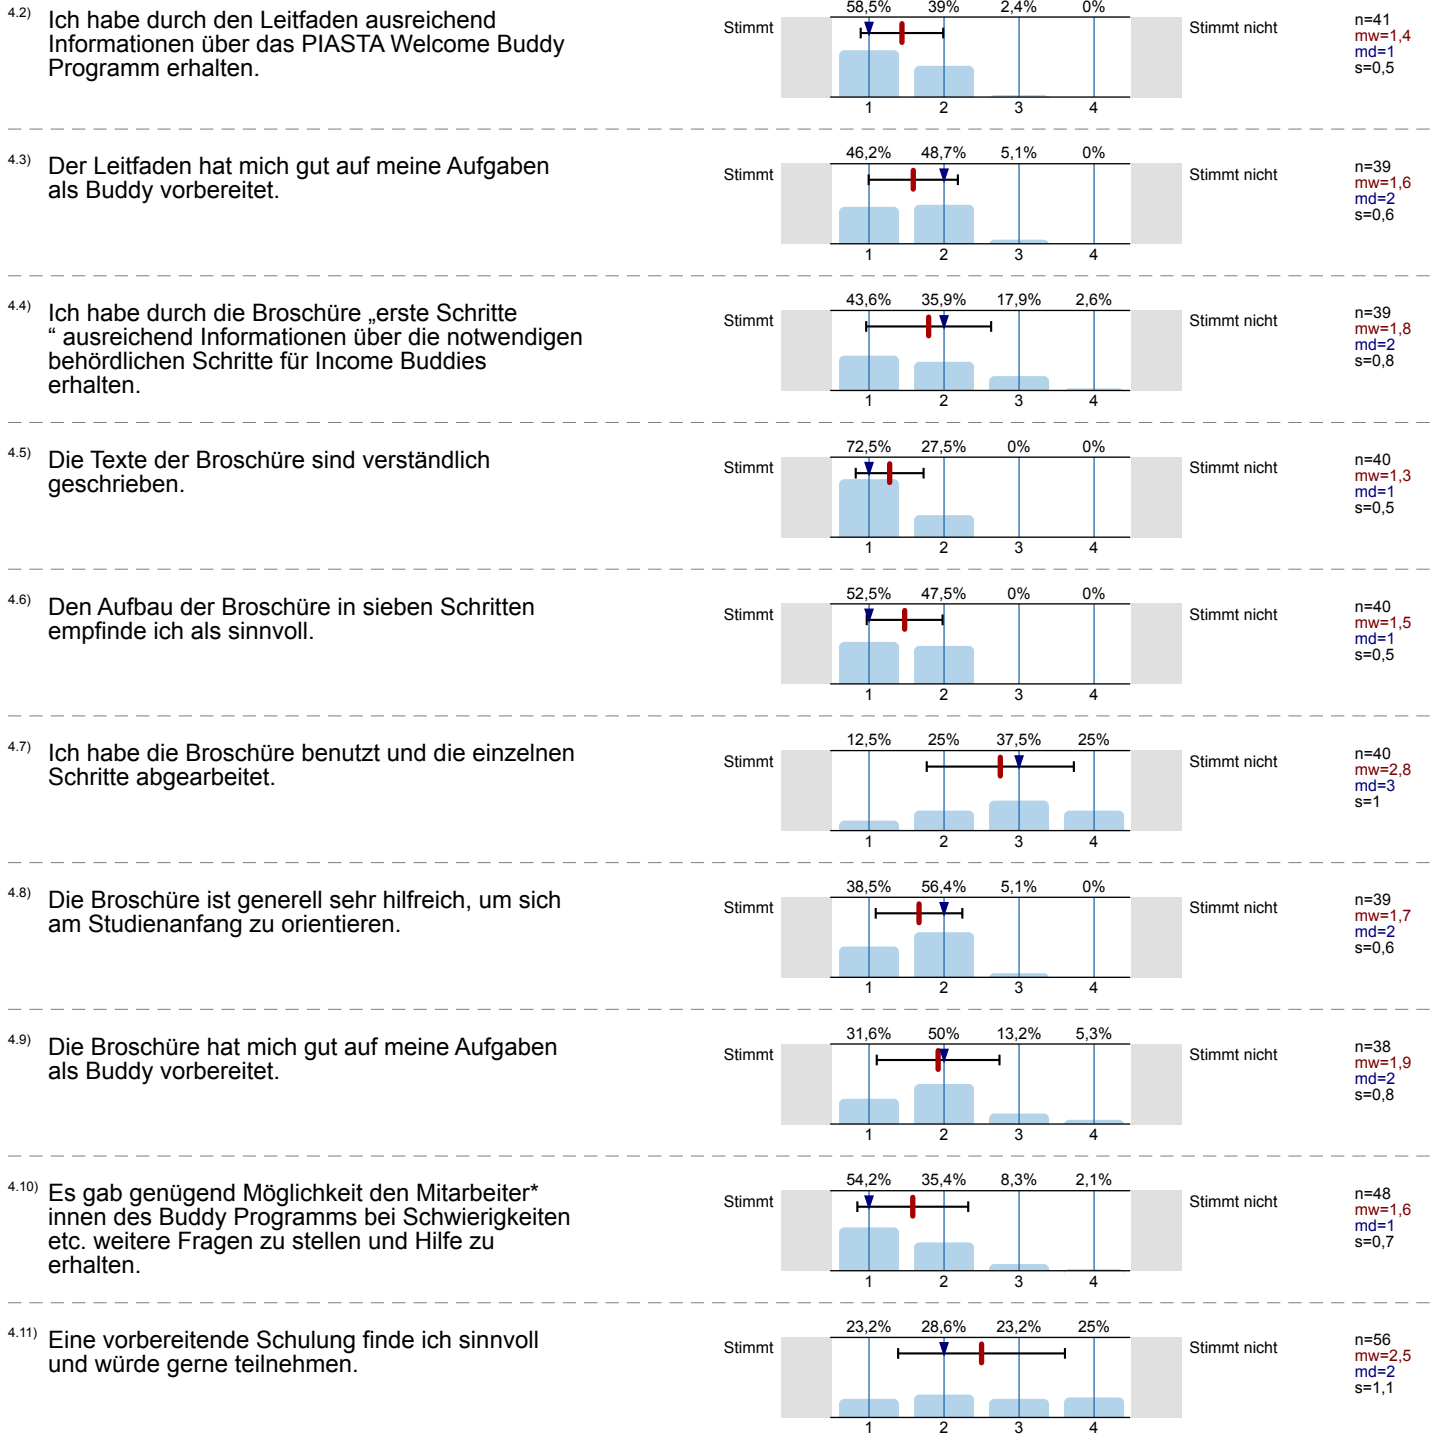 4.2) Ich habe durch den Leitfaden ausreichend
Informationen über das PIASTA Welcome Buddy
Programm erhalten.
58,5% 39% 2,4% 0%
Stimmt Stimmt nicht
1 2 3 4
n=41
mw=1,4
md=1
s=0,5
4.3) Der Leitfaden hat mich gut auf meine Aufgaben
als Buddy vorbereitet.
46,2% 48,7% 5,1% 0%
Stimmt Stimmt nicht
1 2 3 4
n=39
mw=1,6
md=2
s=0,6
4.4) Ich habe durch die Broschüre „erste Schritte
“ ausreichend Informationen über die notwendigen
behördlichen Schritte für Income Buddies
erhalten.
43,6% 35,9% 17,9% 2,6%
Stimmt Stimmt nicht
1 2 3 4
n=39
mw=1,8
md=2
s=0,8
4.5) Die Texte der Broschüre sind verständlich
geschrieben.
72,5% 27,5% 0% 0%
Stimmt Stimmt nicht
1 2 3 4
n=40
mw=1,3
md=1
s=0,5
4.6) Den Aufbau der Broschüre in sieben Schritten
empfinde ich als sinnvoll.
52,5% 47,5% 0% 0%
Stimmt Stimmt nicht
1 2 3 4
n=40
mw=1,5
md=1
s=0,5
4.7) Ich habe die Broschüre benutzt und die einzelnen
Schritte abgearbeitet.
12,5% 25% 37,5% 25%
Stimmt Stimmt nicht
1 2 3 4
n=40
mw=2,8
md=3
s=1
4.8) Die Broschüre ist generell sehr hilfreich, um sich
am Studienanfang zu orientieren.
38,5% 56,4% 5,1% 0%
Stimmt Stimmt nicht
1 2 3 4
n=39
mw=1,7
md=2
s=0,6
4.9) Die Broschüre hat mich gut auf meine Aufgaben
als Buddy vorbereitet.
31,6% 50% 13,2% 5,3%
Stimmt Stimmt nicht
1 2 3 4
n=38
mw=1,9
md=2
s=0,8
4.10) Es gab genügend Möglichkeit den Mitarbeiter*
innen des Buddy Programms bei Schwierigkeiten
etc. weitere Fragen zu stellen und Hilfe zu
erhalten.
54,2% 35,4% 8,3% 2,1%
Stimmt Stimmt nicht
1 2 3 4
n=48
mw=1,6
md=1
s=0,7
4.11) Eine vorbereitende Schulung finde ich sinnvoll
und würde gerne teilnehmen.
23,2% 28,6% 23,2% 25%
Stimmt Stimmt nicht
1 2 3 4
n=56
mw=2,5
md=2
s=1,1